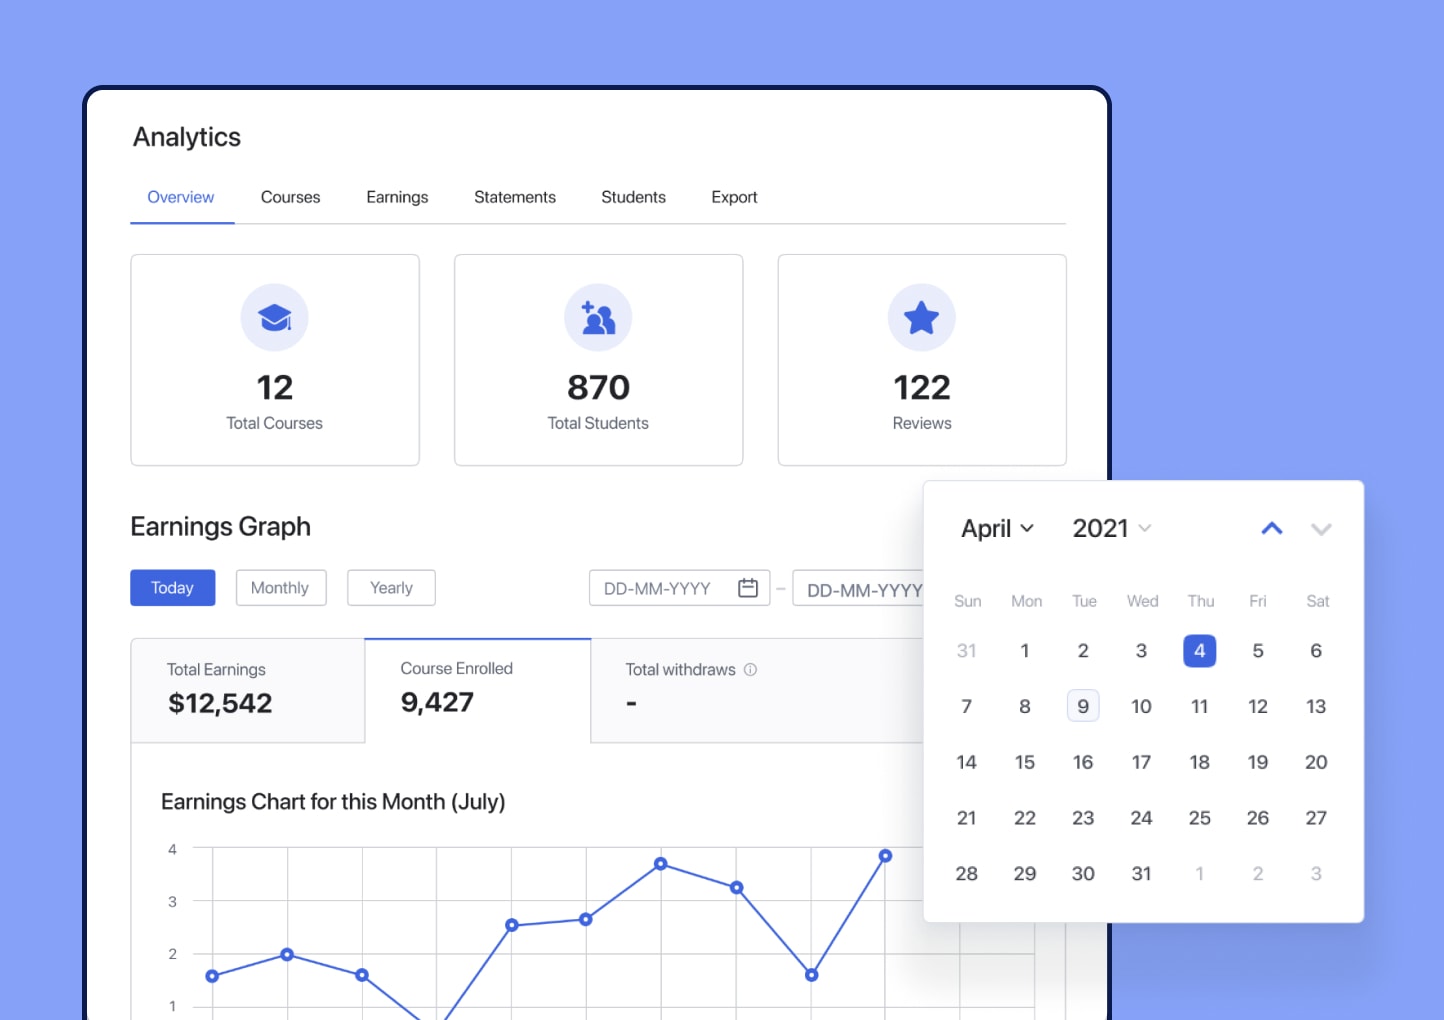 Analytics
Overview Courses Earnings Statements Students Export
12
Total Courses
870
Total Students
122
Reviews
Earnings Graph
Today Monthly Yearly
DD-MM-YYYY – DD-MM-YYYY
Total Earnings
$12,542
Course Enrolled
9,427
Total withdraws
-
Earnings Chart for this Month (July)
4
3
2
1
April 2021
Sun Mon Tue Wed Thu Fri Sat
31 1 2 3 4 5 6
7 8 9 10 11 12 13
14 15 16 17 18 19 20
21 22 23 24 25 26 27
28 29 30 31 1 2 3